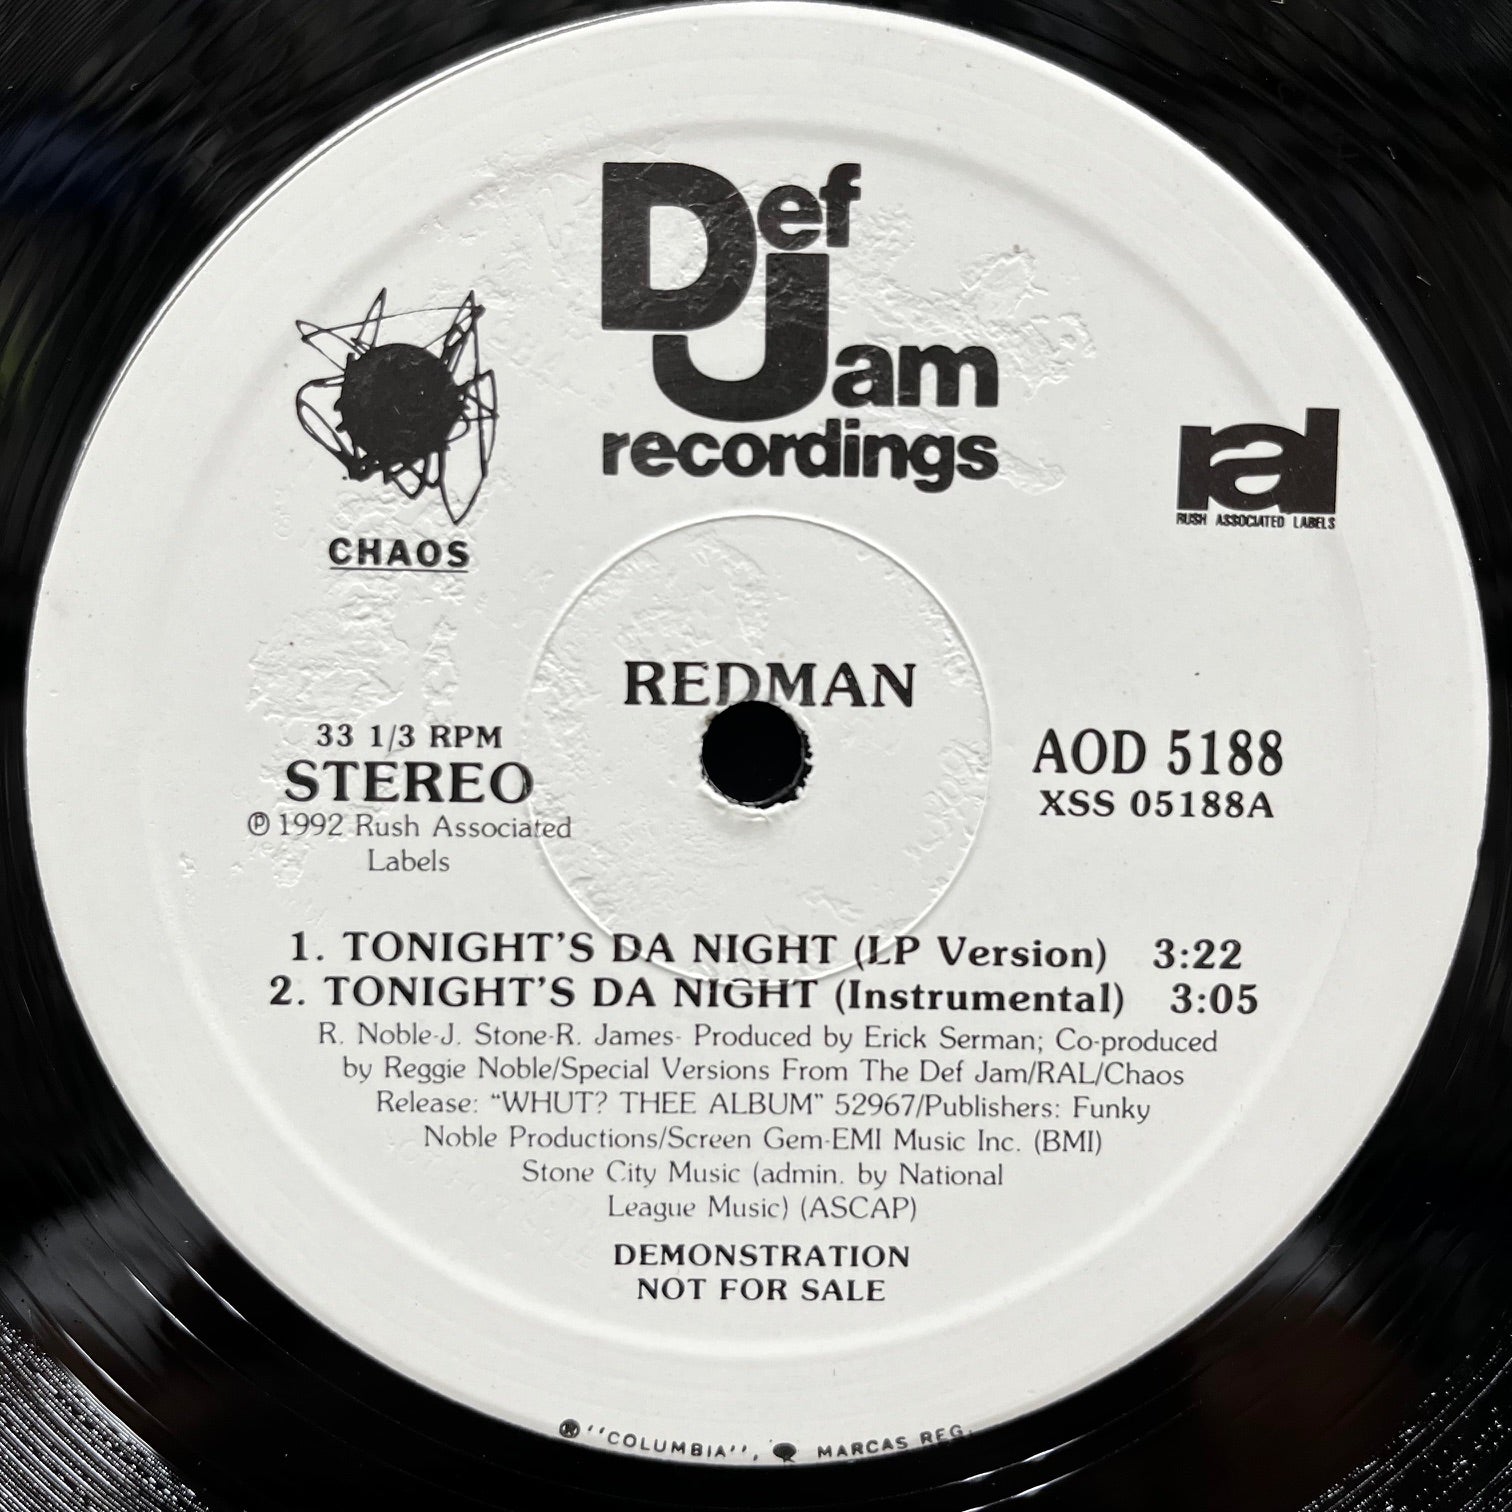 Def
Jam
recordings
CHAOS
ral
RUSH ASSOCIATED LABELS
REDMAN
33 1/3 RPM
STEREO
℗ 1992 Rush Associated
Labels
AOD 5188
XSS 05188A
1. TONIGHT'S DA NIGHT (LP Version) 3:22
2. TONIGHT'S DA NIGHT (Instrumental) 3:05
R. Noble-J. Stone-R. James- Produced by Erick Serman; Co-produced
by Reggie Noble/Special Versions From The Def Jam/RAL/Chaos
Release: “WHUT? THEE ALBUM” 52967/Publishers: Funky
Noble Productions/Screen Gem-EMI Music Inc. (BMI)
Stone City Music (admin. by National
League Music) (ASCAP)
DEMONSTRATION
NOT FOR SALE
® "COLUMBIA", MARCAS REG.